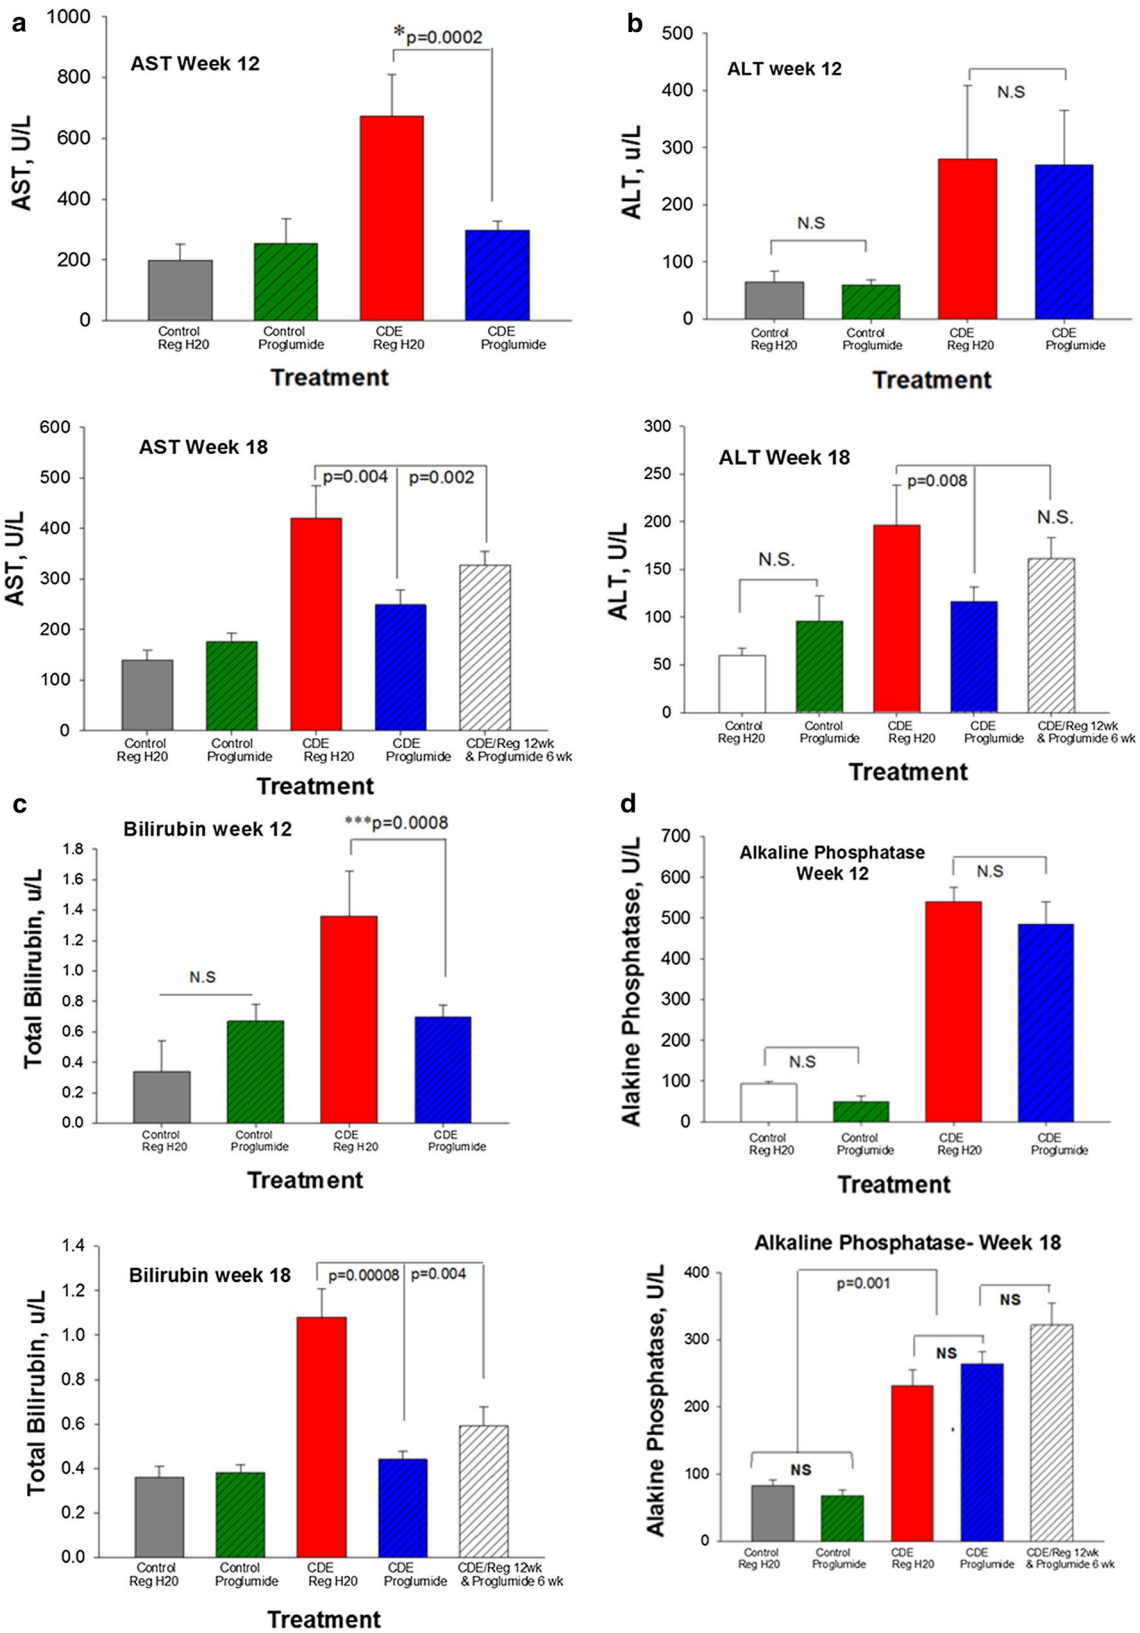 a
1000
800
600
400
200
0
AST, U/L
AST Week 12
*p=0.0002
Control Reg H20
Control Proglumide
CDE Reg H20
CDE Proglumide
Treatment
b
500
400
300
200
100
0
ALT, u/L
ALT week 12
N.S
N.S
Control Reg H20
Control Proglumide
CDE Reg H20
CDE Proglumide
Treatment
600
500
400
300
200
100
0
AST, U/L
AST Week 18
p=0.004
p=0.002
Control Reg H20
Control Proglumide
CDE Reg H20
CDE Proglumide
CDE/Reg 12wk & Proglumide 6 wk
Treatment
300
250
200
150
100
50
0
ALT, U/L
ALT Week 18
p=0.008
N.S.
N.S.
Control Reg H20
Control Proglumide
CDE Reg H20
CDE Proglumide
CDE/Reg 12wk & Proglumide 6 wk
Treatment
c
Bilirubin week 12
***p=0.0008
1.8
1.6
1.4
1.2
1.0
0.8
0.6
0.4
0.2
0.0
Total Bilirubin, u/L
N.S
Control Reg H20
Control Proglumide
CDE Reg H20
CDE Proglumide
Treatment
d
700
600
500
400
300
200
100
0
Alakine Phosphatase, U/L
Alkaline Phosphatase
Week 12
N.S
N.S
Control Reg H20
Control Proglumide
CDE Reg H20
CDE Proglumide
Treatment
1.4
1.2
1.0
0.8
0.6
0.4
0.2
0.0
Total Bilirubin, u/L
Bilirubin week 18
p=0.00008
p=0.004
Control Reg H20
Control Proglumide
CDE Reg H20
CDE Proglumide
CDE/Reg 12wk & Proglumide 6 wk
Treatment
Alkaline Phosphatase- Week 18
400
300
200
100
0
Alakine Phosphatase, U/L
p=0.001
NS
NS
NS
Control Reg H20
Control Proglumide
CDE Reg H20
CDE Proglumide
CDE/Reg 12wk & Proglumide 6 wk